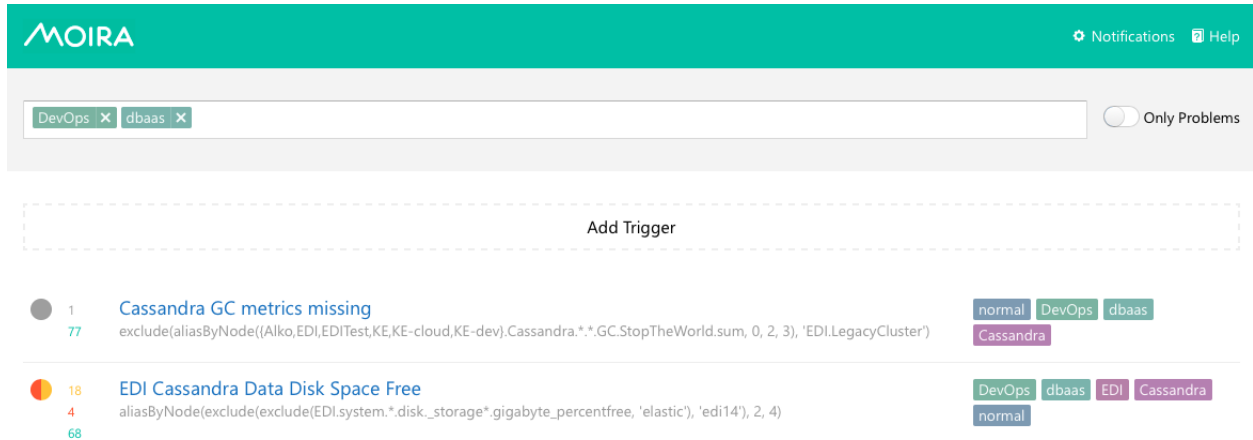 MOIRA
Notifications Help
DevOps × dbaas ×
Only Problems
Add Trigger
1 Cassandra GC metrics missing normal DevOps dbaas
77 exclude(aliasByNode({Alko,EDI,EDITest,KE,KE-cloud,KE-dev}.Cassandra.*.*.GC.StopTheWorld.sum, 0, 2, 3), 'EDI.LegacyCluster') Cassandra
18 EDI Cassandra Data Disk Space Free DevOps dbaas EDI Cassandra
4 aliasByNode(exclude(exclude(EDI.system.*.disk._storage*.gigabyte_percentfree, 'elastic'), 'edi14'), 2, 4) normal
68